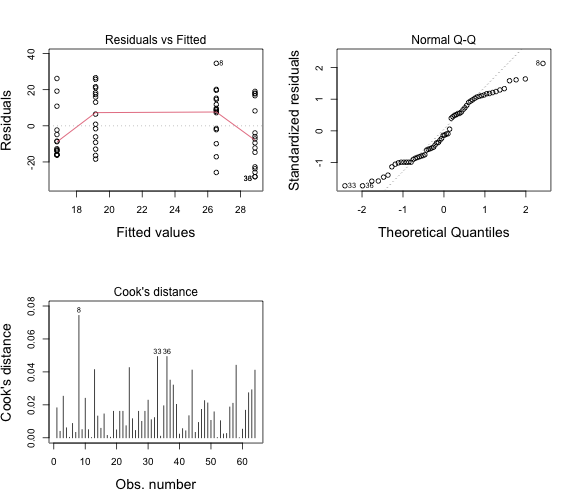 Residuals vs Fitted
Residuals
40
20
0
-20
8
36
18 20 22 24 26 28
Fitted values
Normal Q-Q
Standardized residuals
2
1
0
-1
8
33 36
-2 -1 0 1 2
Theoretical Quantiles
Cook's distance
Cook's distance
0.08
0.06
0.04
0.02
0.00
8
33 36
0 10 20 30 40 50 60
Obs. number